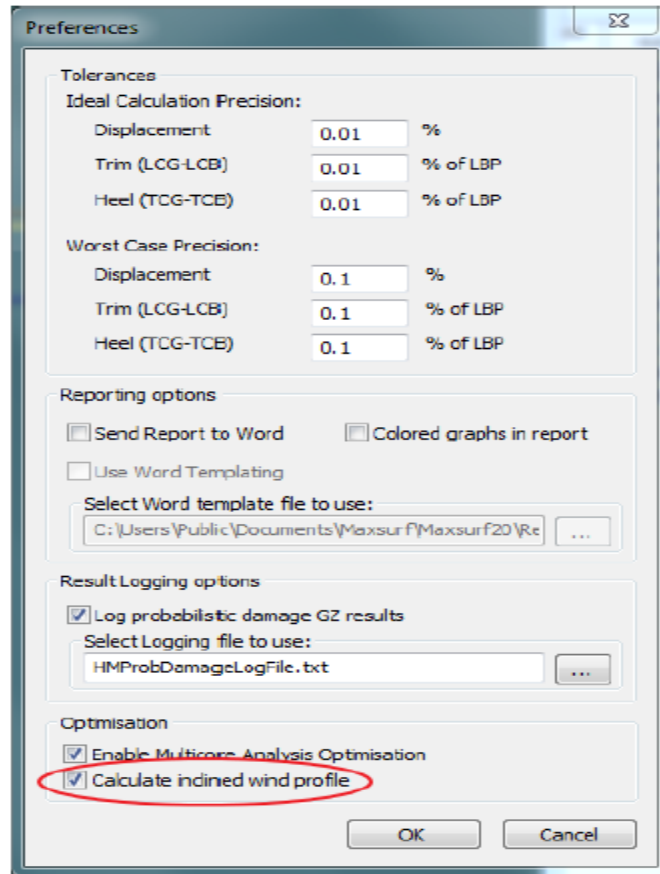 Preferences
Tolerances
Ideal Calculation Precision:
Displacement 0.01 %
Trim (LCG-LCB) 0.01 % of LBP
Heel (TCG-TCB) 0.01 % of LBP
Worst Case Precision:
Displacement 0.1 %
Trim (LCG-LCB) 0.1 % of LBP
Heel (TCG-TCB) 0.1 % of LBP
Reporting options
Send Report to Word Colored graphs in report
Use Word Templating
Select Word template file to use:
C:\Users\Public\Documents\Maxsurf\Maxsurf20\Re ...
Result Logging options
Log probabilistic damage GZ results
Select Logging file to use:
HMProbDamageLogFile.txt ...
Optimisation
Enable Multicore Analysis Optimisation
Calculate inclined wind profile
OK Cancel